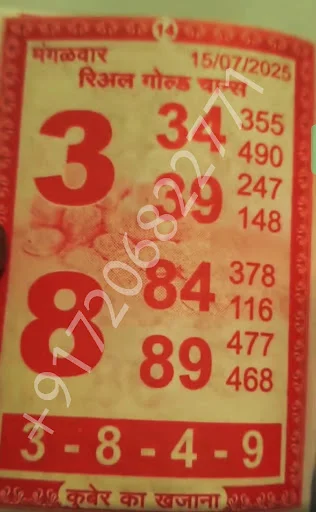 14
मंगळवार 15/07/2025
रिअल गोल्ड चान्स
3 34 355
490
39 247
148
8 84 378
116
89 477
468
3 - 8 - 4 - 9
कुबेर का खजाना
+917206822771